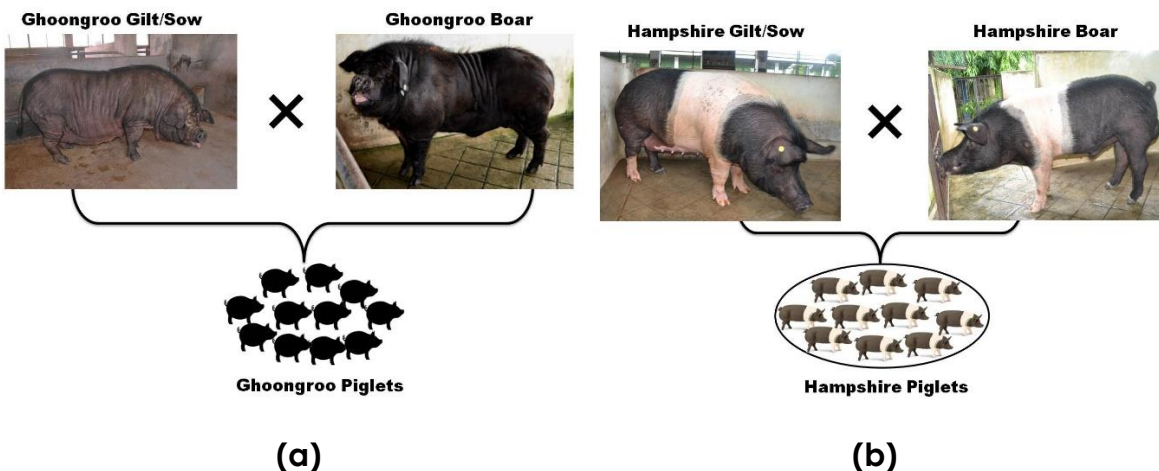 Ghoongroo Gilt/Sow
Ghoongroo Boar
Ghoongroo Piglets
(a)
Hampshire Gilt/Sow
Hampshire Boar
Hampshire Piglets
(b)